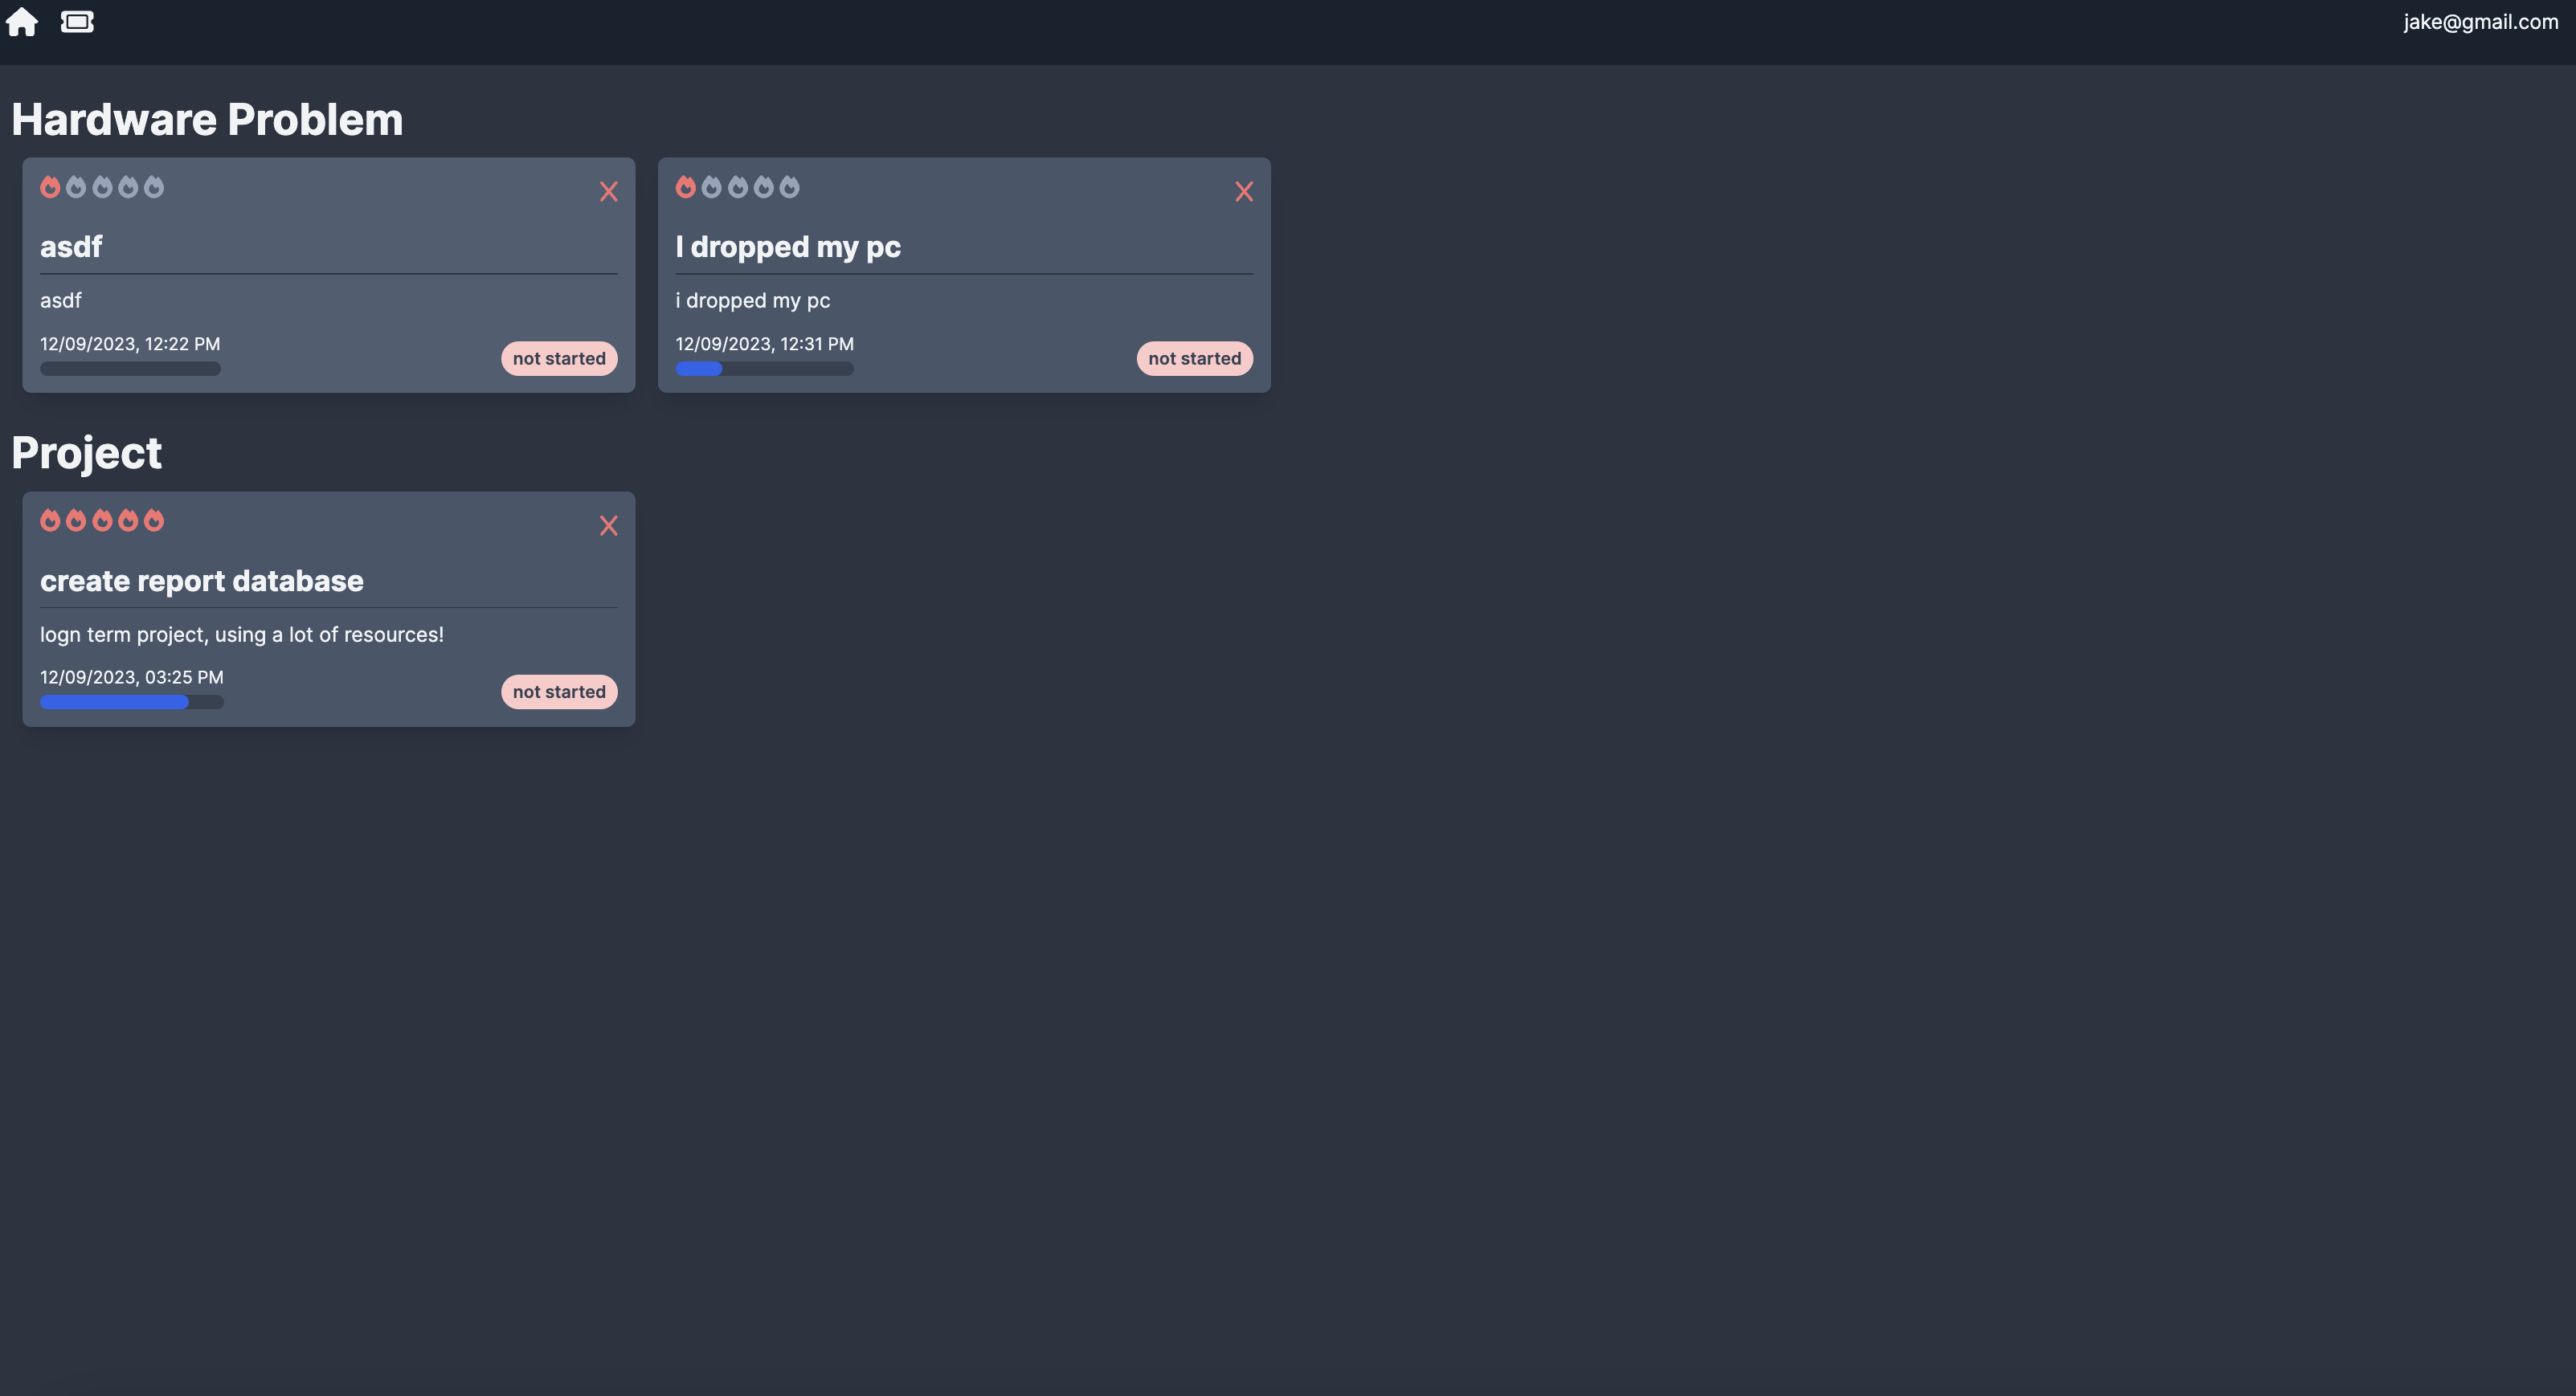 jake@gmail.com
Hardware Problem
asdf
asdf
12/09/2023, 12:22 PM
not started
I dropped my pc
i dropped my pc
12/09/2023, 12:31 PM
not started
Project
create report database
logn term project, using a lot of resources!
12/09/2023, 03:25 PM
not started